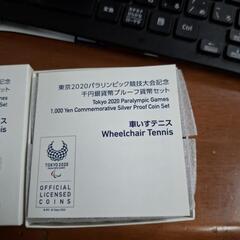 東京2020パラリンピック競技大会記念
千円銀貨幣プルーフ貨幣セット
Tokyo 2020 Paralympic Games
1,000 Yen Commemorative Silver Proof Coin Set
車いすテニス
Wheelchair Tennis
TOKYO 2020
PARALYMPIC GAMES
OFFICIAL
LICENSED
COINS